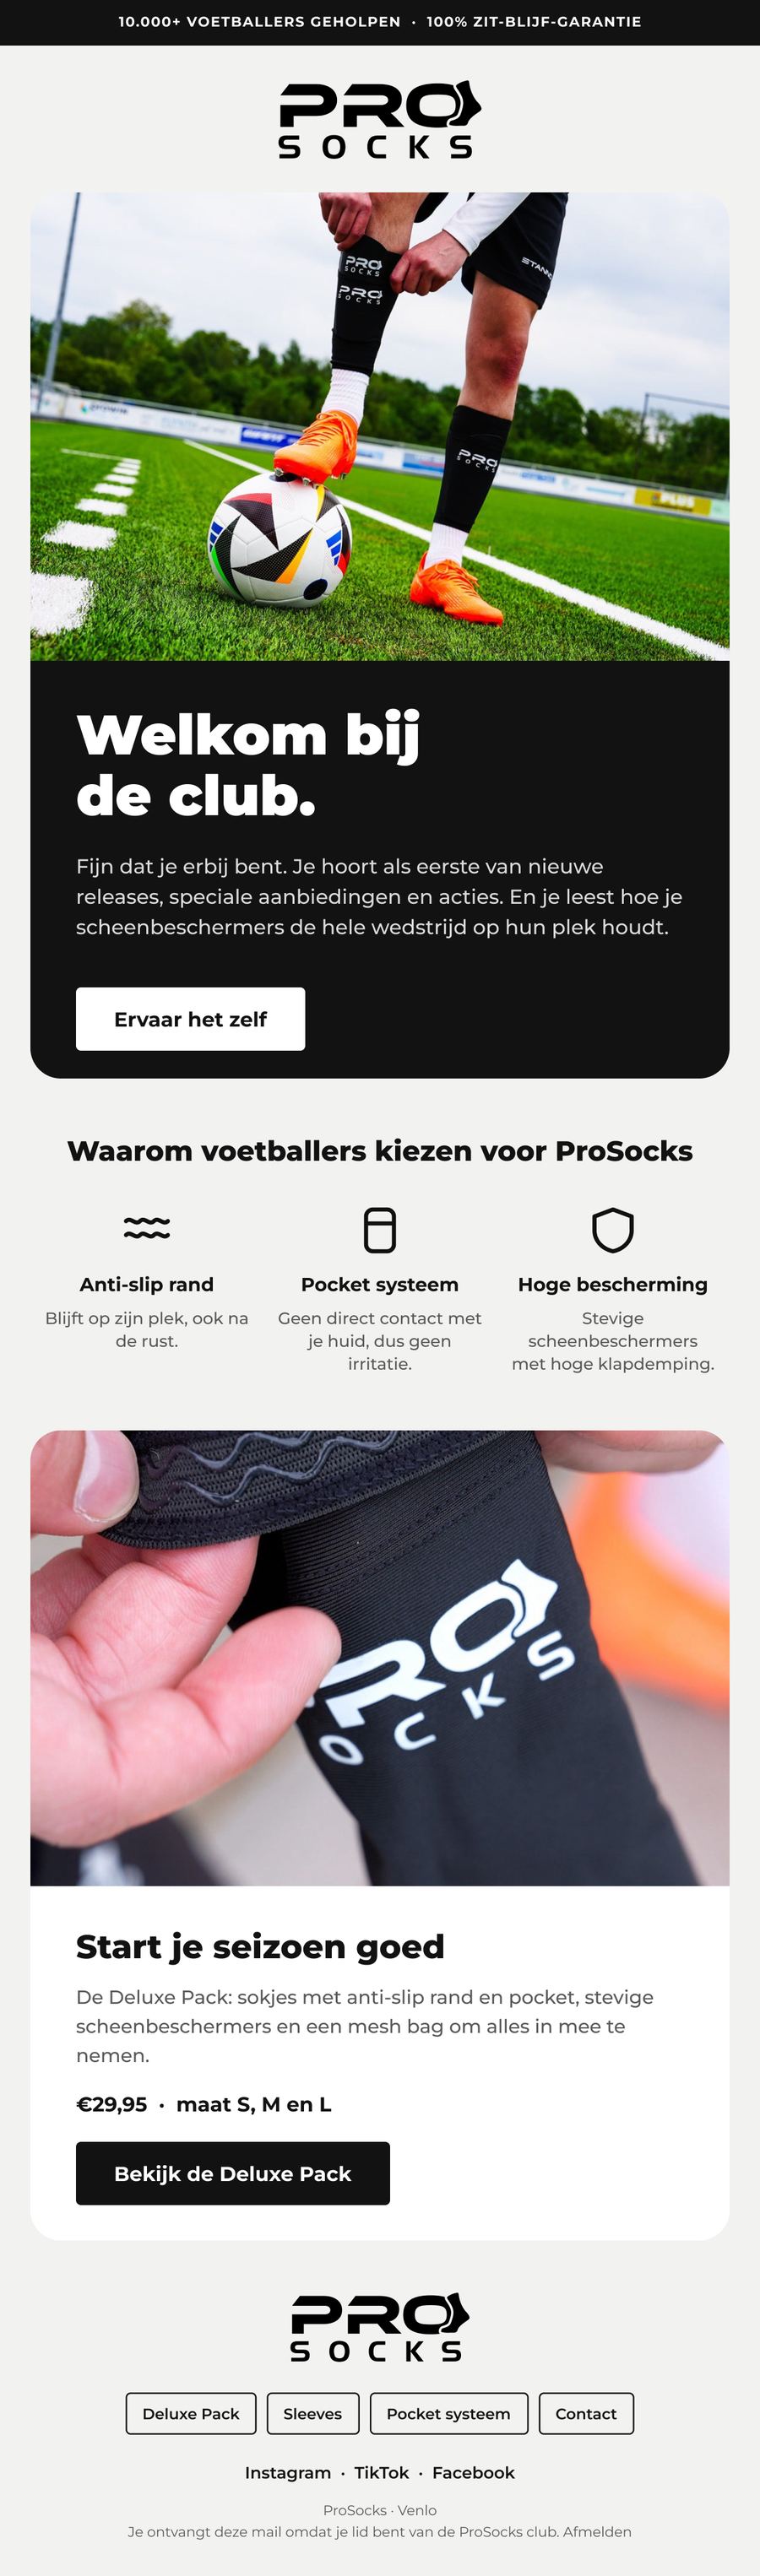 10.000+ VOETBALLERS GEHOLPEN · 100% ZIT-BLIJF-GARANTIE
PRO
SOCKS
PRO
SOCKS
PRO
SOCKS
STANNO
PRO
SOCKS
PLUS
Welkom bij
de club.
Fijn dat je erbij bent. Je hoort als eerste van nieuwe
releases, speciale aanbiedingen en acties. En je leest hoe je
scheenbeschermers de hele wedstrijd op hun plek houdt.
Ervaar het zelf
Waarom voetballers kiezen voor ProSocks
Anti-slip rand
Pocket systeem
Hoge bescherming
Blijft op zijn plek, ook na
de rust.
Geen direct contact met
je huid, dus geen
irritatie.
Stevige
scheenbeschermers
met hoge klapdemping.
PRO
OCKS
Start je seizoen goed
De Deluxe Pack: sokjes met anti-slip rand en pocket, stevige
scheenbeschermers en een mesh bag om alles in mee te
nemen.
€29,95 · maat S, M en L
Bekijk de Deluxe Pack
PRO
SOCKS
Deluxe Pack
Sleeves
Pocket systeem
Contact
Instagram · TikTok · Facebook
ProSocks · Venlo
Je ontvangt deze mail omdat je lid bent van de ProSocks club. Afmelden